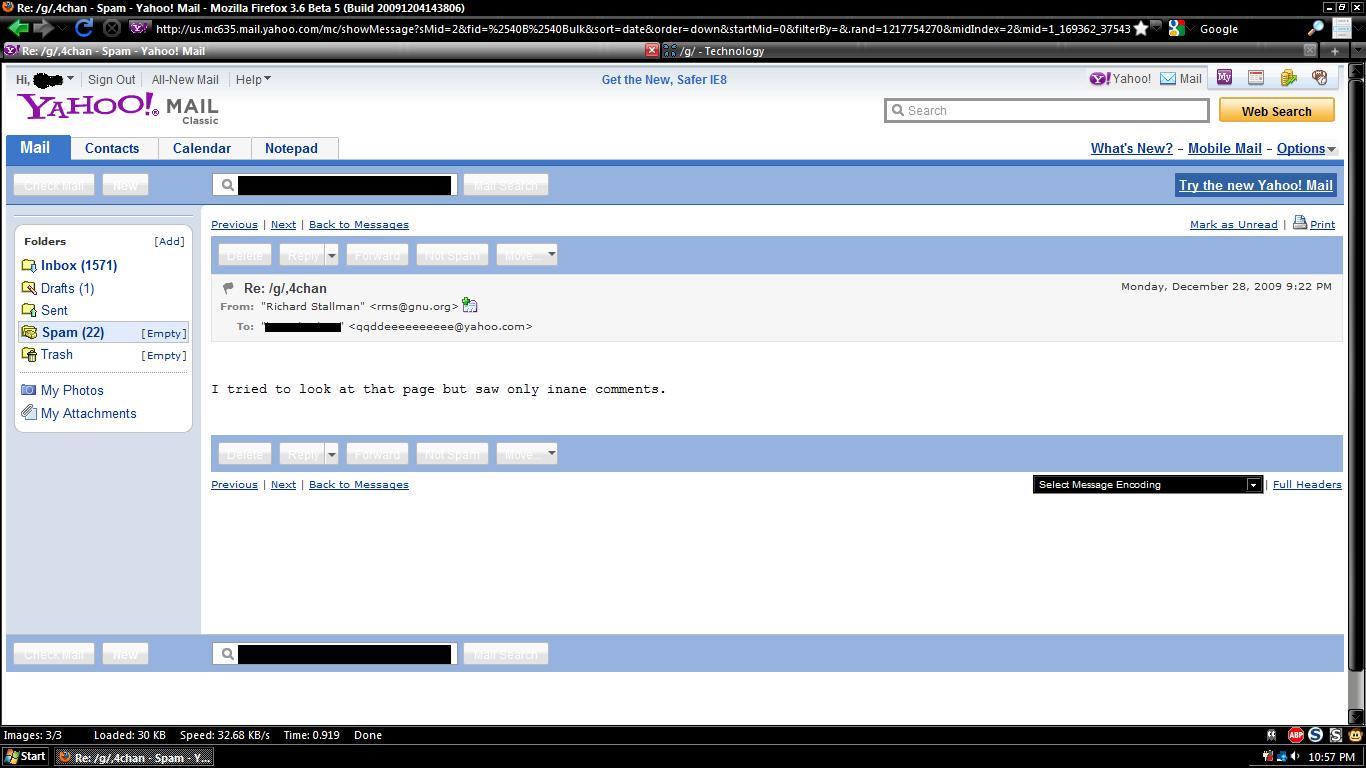 Re: /g/,4chan - Spam - Yahoo! Mail - Mozilla Firefox 3.6 Beta 5 (Build 20091204143806)
http://us.mc635.mail.yahoo.com/mc/showMessage?sMid=2&fid=%2540B%2540Bulk&sort=date&order=down&startMid=0&filterBy=&.rand=1217754270&midIndex=2&mid=1_169362_37543
Google
Re: /g/,4chan - Spam - Yahoo! Mail
/g/ - Technology
Hi,
Sign Out
All-New Mail
Help
Get the New, Safer IE8
Yahoo!
Mail
My
YAHOO! MAIL
Classic
Search
Web Search
Mail
Contacts
Calendar
Notepad
What's New? - Mobile Mail - Options
Check Mail
New
Mail Search
Try the new Yahoo! Mail
Folders
[Add]
Inbox (1571)
Drafts (1)
Sent
Spam (22)
[Empty]
Trash
[Empty]
My Photos
My Attachments
Previous | Next | Back to Messages
Mark as Unread | Print
Delete
Reply
Forward
Not Spam
Move...
Re: /g/,4chan
Monday, December 28, 2009 9:22 PM
From: "Richard Stallman" <rms@gnu.org>
To: " " <qqddeeeeeeeeee@yahoo.com>
I tried to look at that page but saw only inane comments.
Delete
Reply
Forward
Not Spam
Move...
Previous | Next | Back to Messages
Select Message Encoding
| Full Headers
Check Mail
New
Mail Search
Images: 3/3
Loaded: 30 KB
Speed: 32.68 KB/s
Time: 0.919
Done
ABP
Start
Re: /g/,4chan - Spam - Y...
10:57 PM